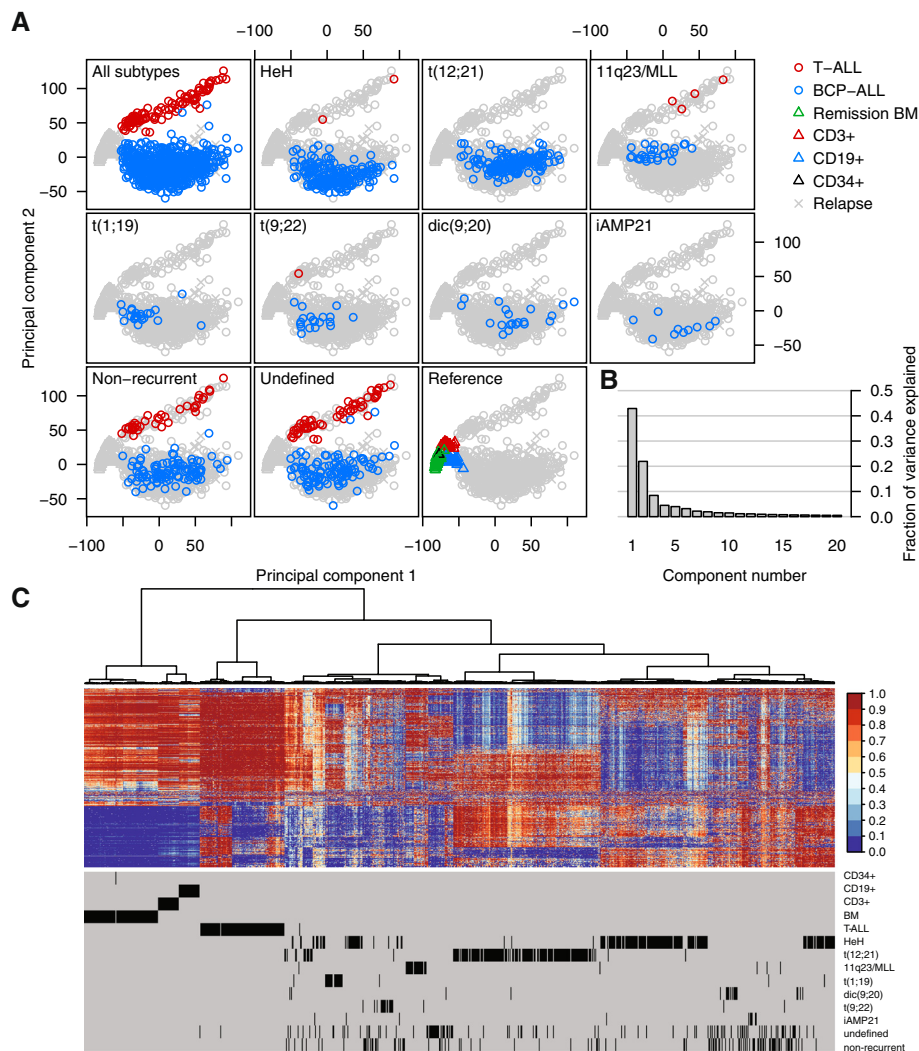 A
−100 0 50 100
−100 0 50 100
All subtypes
HeH
t(12;21)
11q23/MLL
T−ALL
BCP−ALL
Remission BM
CD3+
CD19+
CD34+
Relapse
100
50
0
−50
t(1;19)
t(9;22)
dic(9;20)
iAMP21
100
50
0
−50
Principal component 2
Non−recurrent
Undefined
Reference
100
50
0
−50
−100 0 50 100
−100 0 50 100
Principal component 1
B
0.5
0.4
0.3
0.2
0.1
0.0
Fraction of variance explained
1 5 10 15 20
Component number
C
1.0
0.9
0.8
0.7
0.6
0.5
0.4
0.3
0.2
0.1
0.0
CD34+
CD19+
CD3+
BM
T-ALL
HeH
t(12;21)
11q23/MLL
t(1;19)
dic(9;20)
t(9;22)
iAMP21
undefined
non-recurrent